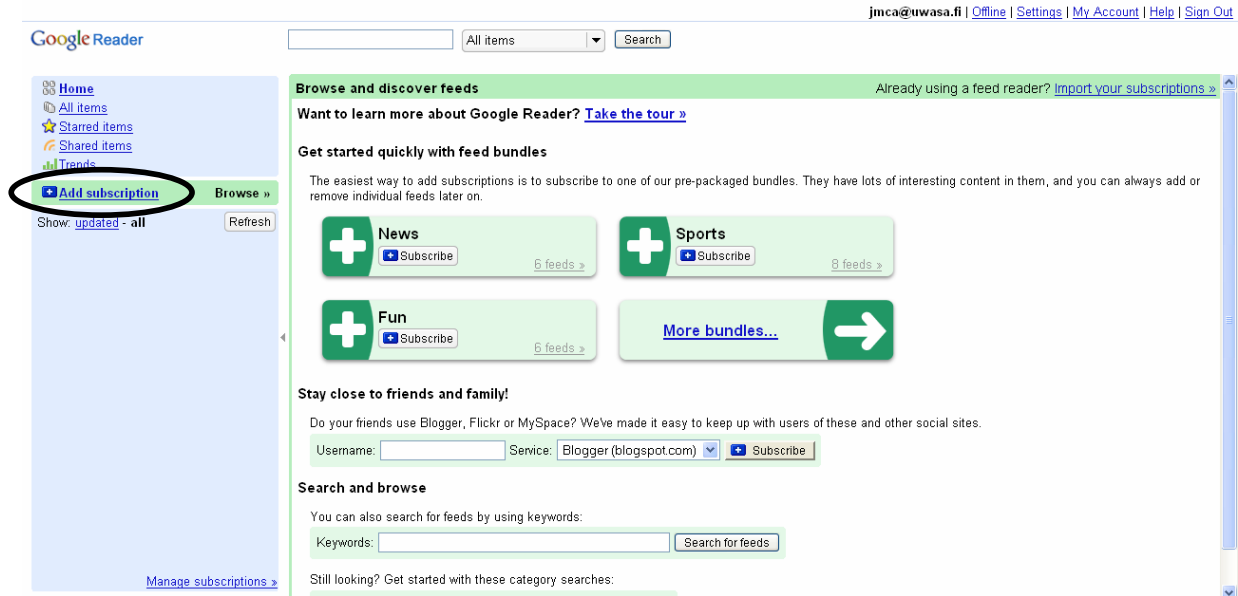 jmca@uwasa.fi | Offline | Settings | My Account | Help | Sign Out
Google Reader
All items
Search
Home
All items
Starred items
Shared items
Trends
Add subscription
Browse »
Show: updated - all
Refresh
Manage subscriptions »
Browse and discover feeds
Already using a feed reader? Import your subscriptions »
Want to learn more about Google Reader? Take the tour »
Get started quickly with feed bundles
The easiest way to add subscriptions is to subscribe to one of our pre-packaged bundles. They have lots of interesting content in them, and you can always add or
remove individual feeds later on.
News
Subscribe
6 feeds »
Sports
Subscribe
8 feeds »
Fun
Subscribe
6 feeds »
More bundles...
Stay close to friends and family!
Do your friends use Blogger, Flickr or MySpace? We've made it easy to keep up with users of these and other social sites.
Username:
Service: Blogger (blogspot.com)
Subscribe
Search and browse
You can also search for feeds by using keywords:
Keywords:
Search for feeds
Still looking? Get started with these category searches: